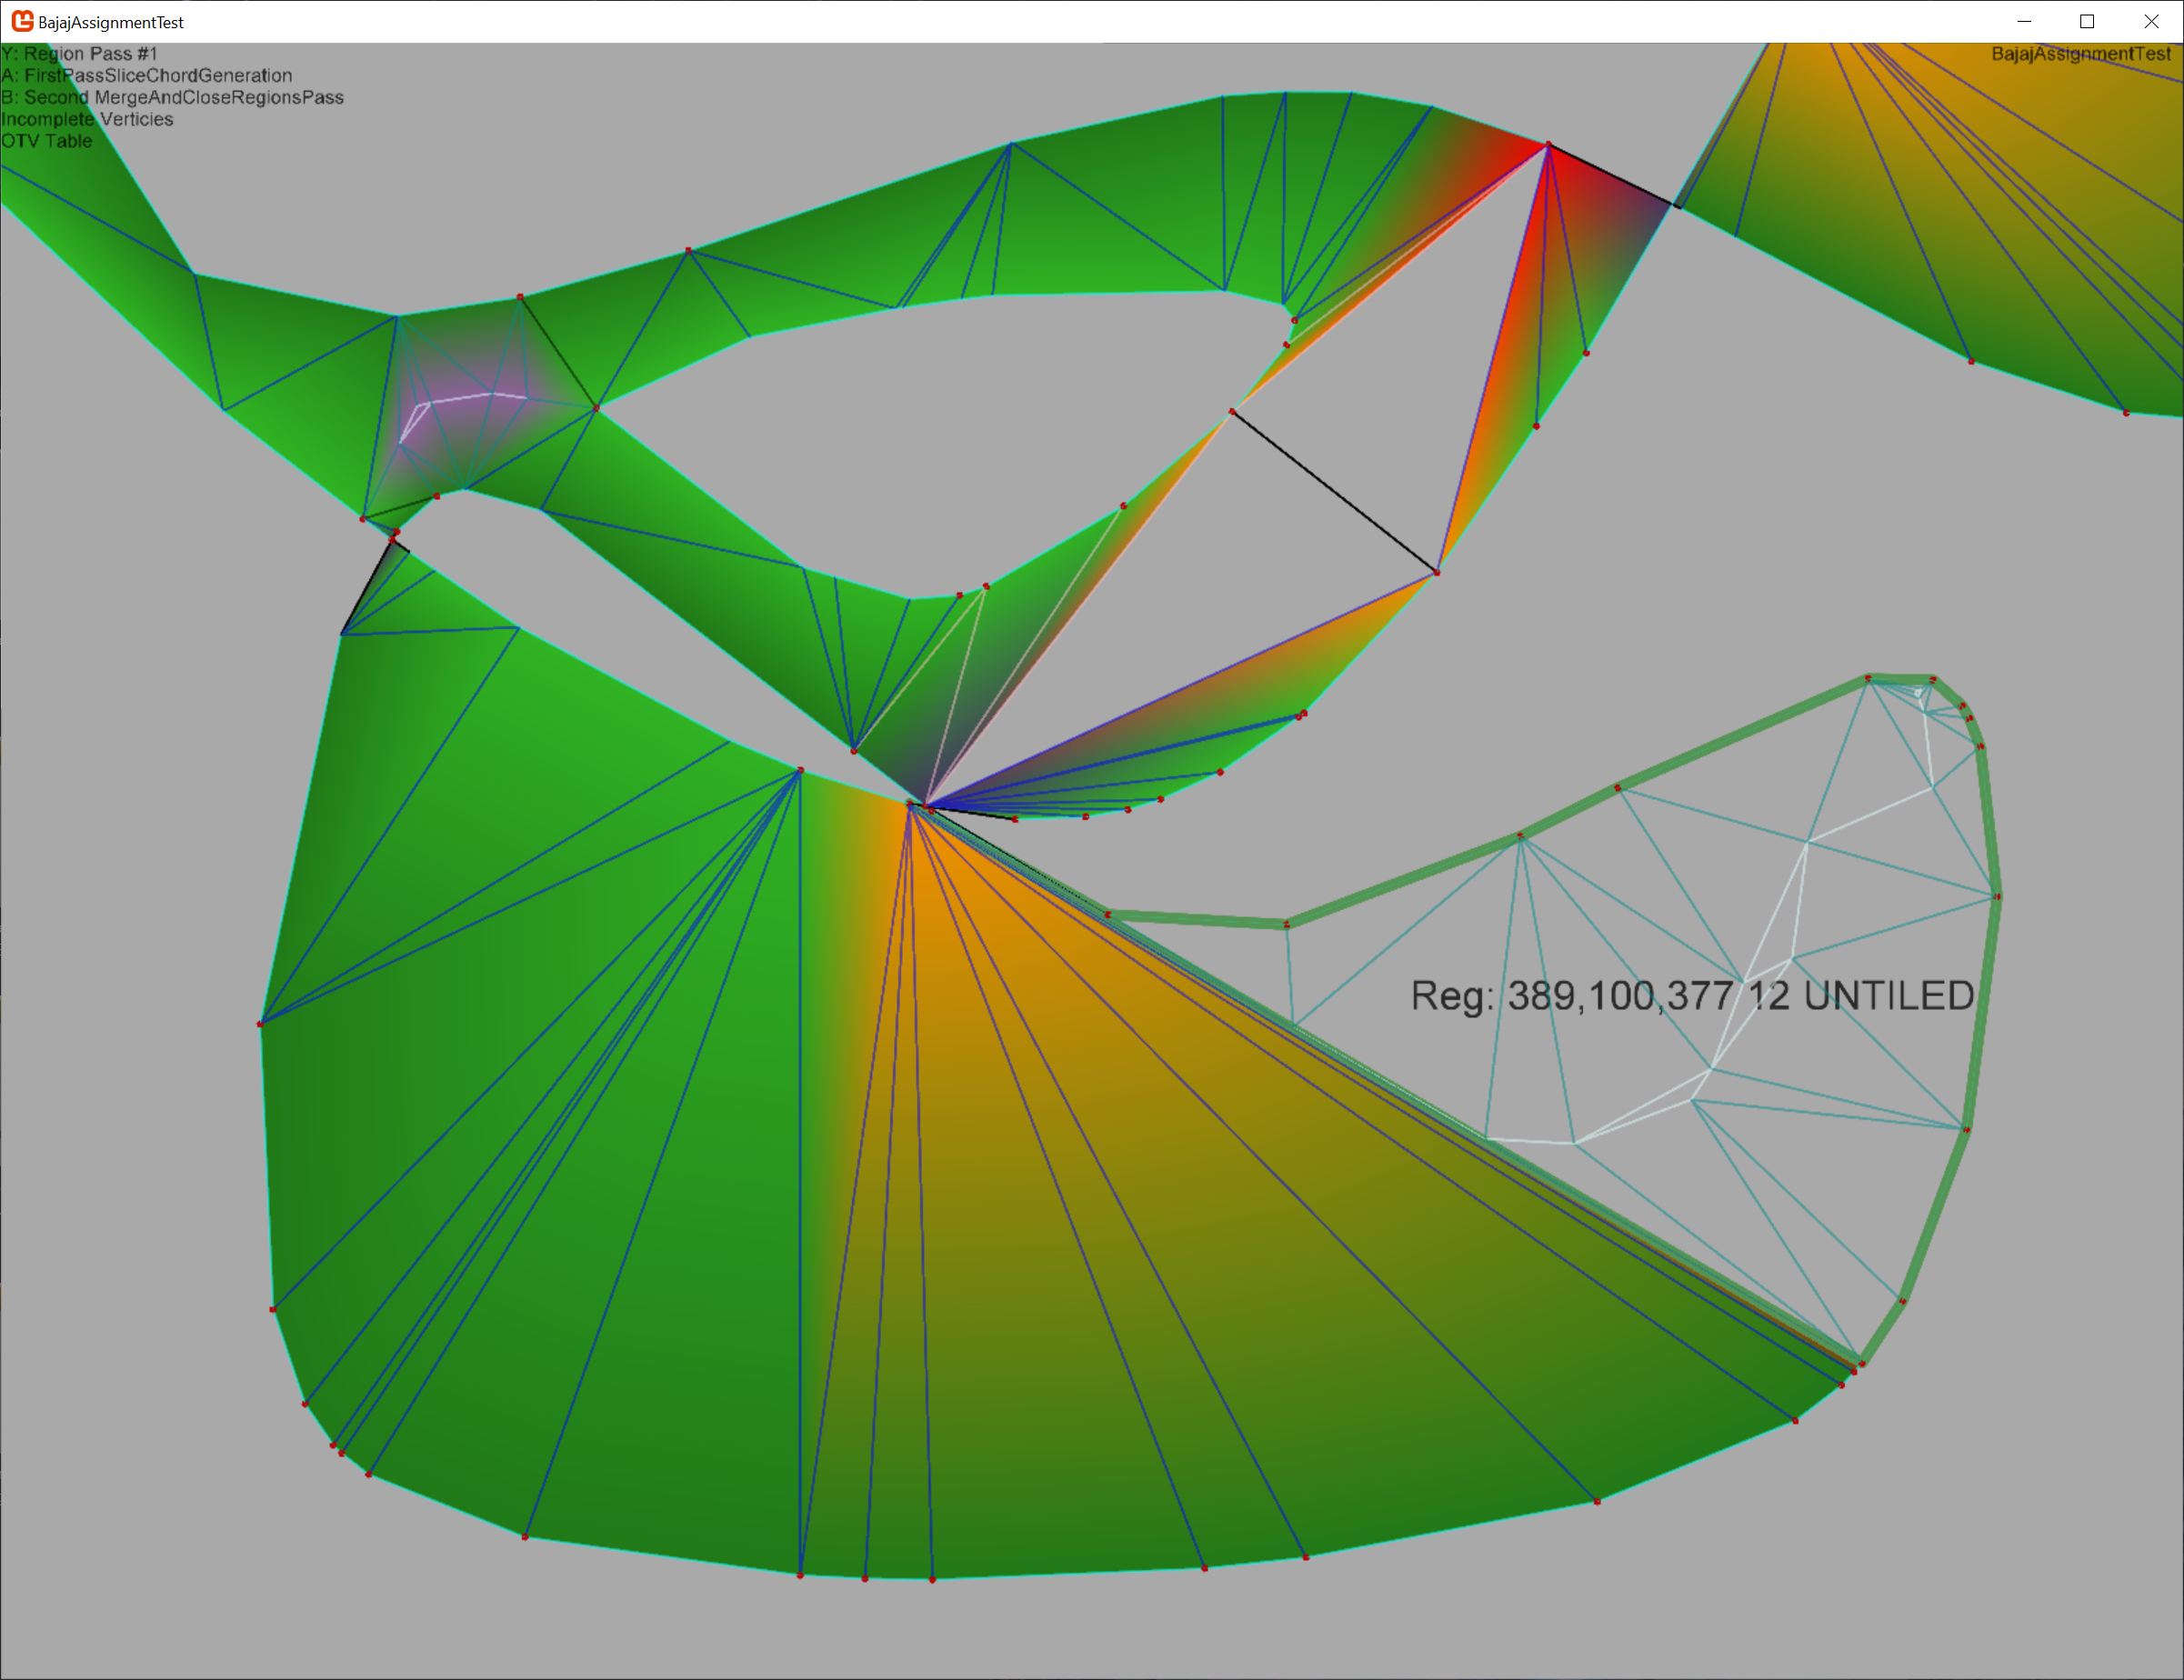 BajajAssignmentTest
Y: Region Pass #1
BajajAssignmentTest
A: FirstPassSliceChordGeneration
B: Second MergeAndCloseRegionsPass
Incomplete Verticies
OTV Table
Reg: 389,100,377 12 UNTILED